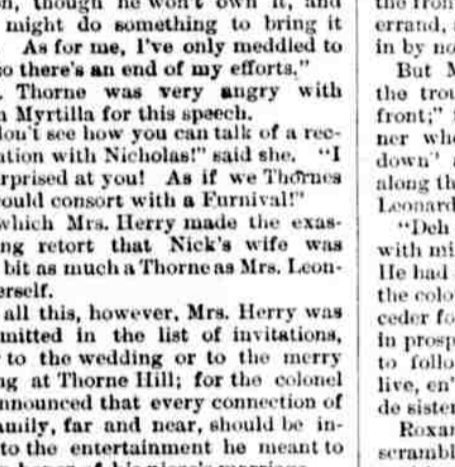 on, though he won't own it, and
might do something to bring it
As for me, I've only meddled to
so there's an end of my efforts."
. Thorne was very angry with
n Myrtilla for this speech.
don't see how you can talk of a rec-
ation with Nicholas!" said she. "I
rprised at you! As if we Thornes
ould consort with a Furnival!"
which Mrs. Herry made the exas-
ng retort that Nick's wife was
bit as much a Thorne as Mrs. Leon-
erself.
all this, however, Mrs. Herry was
mitted in the list of invitations,
to the wedding or to the merry
ng at Thorne Hill; for the colonel
nnounced that every connection of
amily, far and near, should be in-
to the entertainment he meant to
the fron
errand,
in by no
But M
the trou
front;"
ner who
down"
along th
Leonard
"Deh
with mi
He had
the colo
ceder fo
in prosp
to follo
live, en'
de sister
Roxan
scrambl